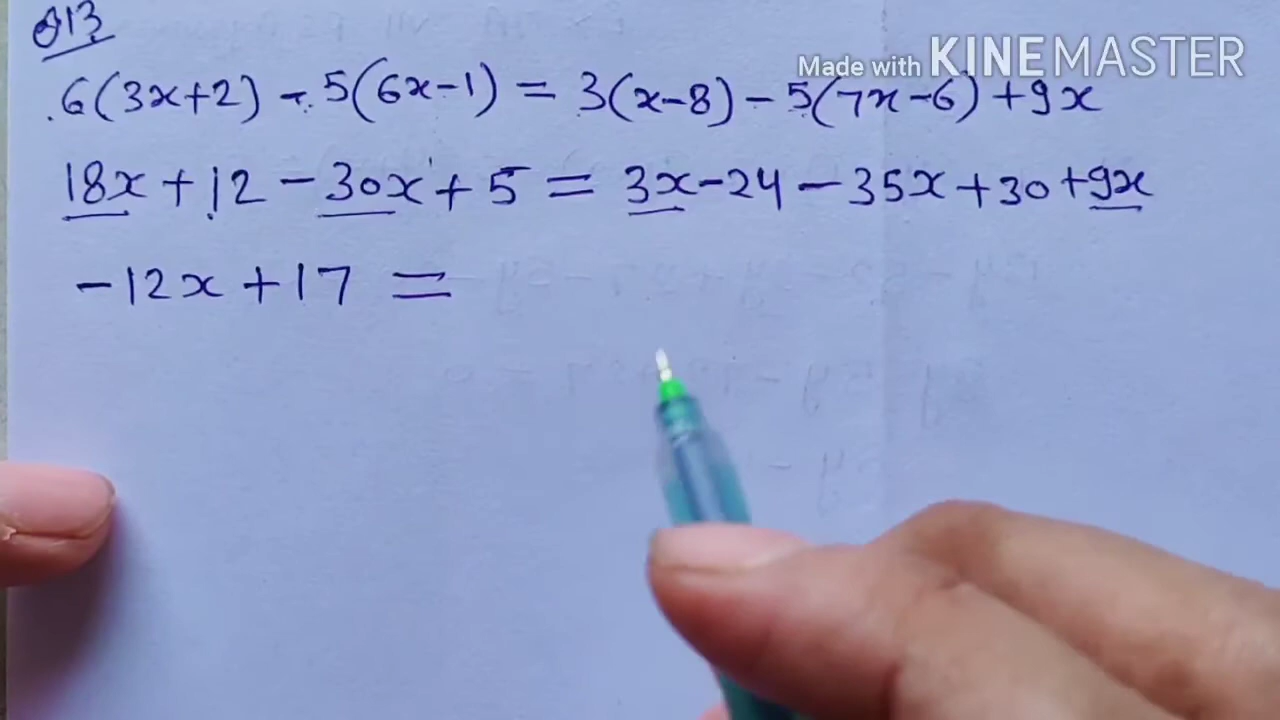 Q13
Made with KINEMASTER
6(3x+2) - 5(6x-1) = 3(x-8) - 5(7x-6) +9x
18x + 12 - 30x + 5 = 3x-24 - 35x + 30 +9x
-12x + 17 =